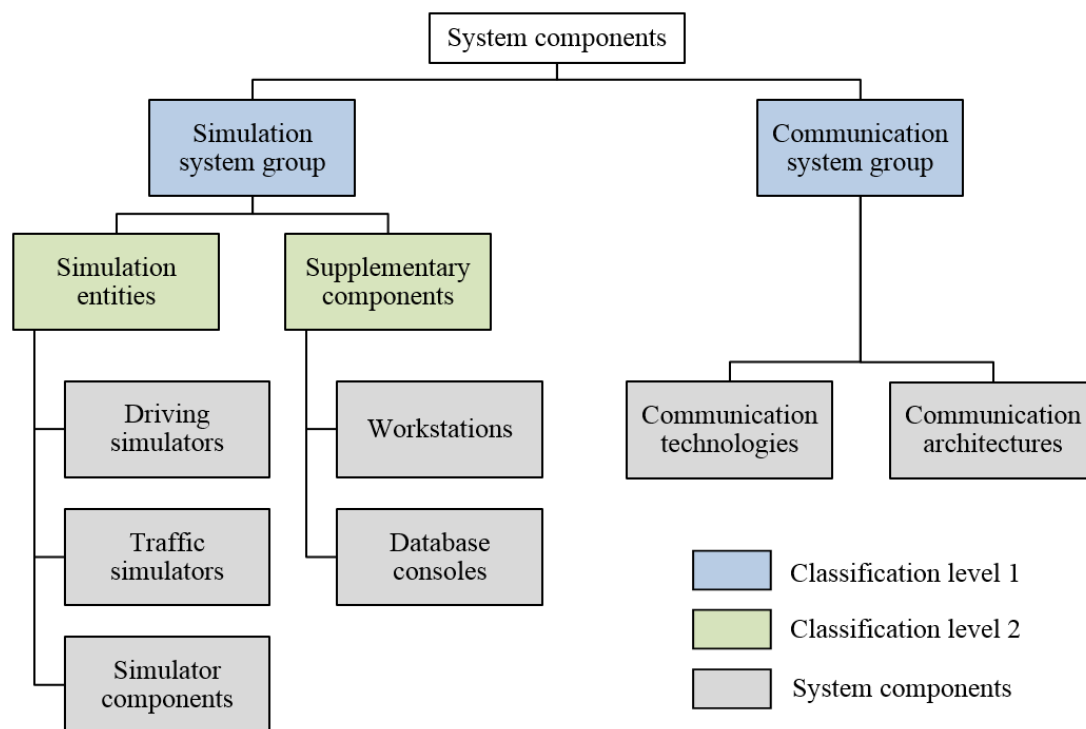 System components
Simulation
system group
Communication
system group
Simulation
entities
Supplementary
components
Driving
simulators
Workstations
Communication
technologies
Communication
architectures
Traffic
simulators
Database
consoles
Simulator
components
Classification level 1
Classification level 2
System components